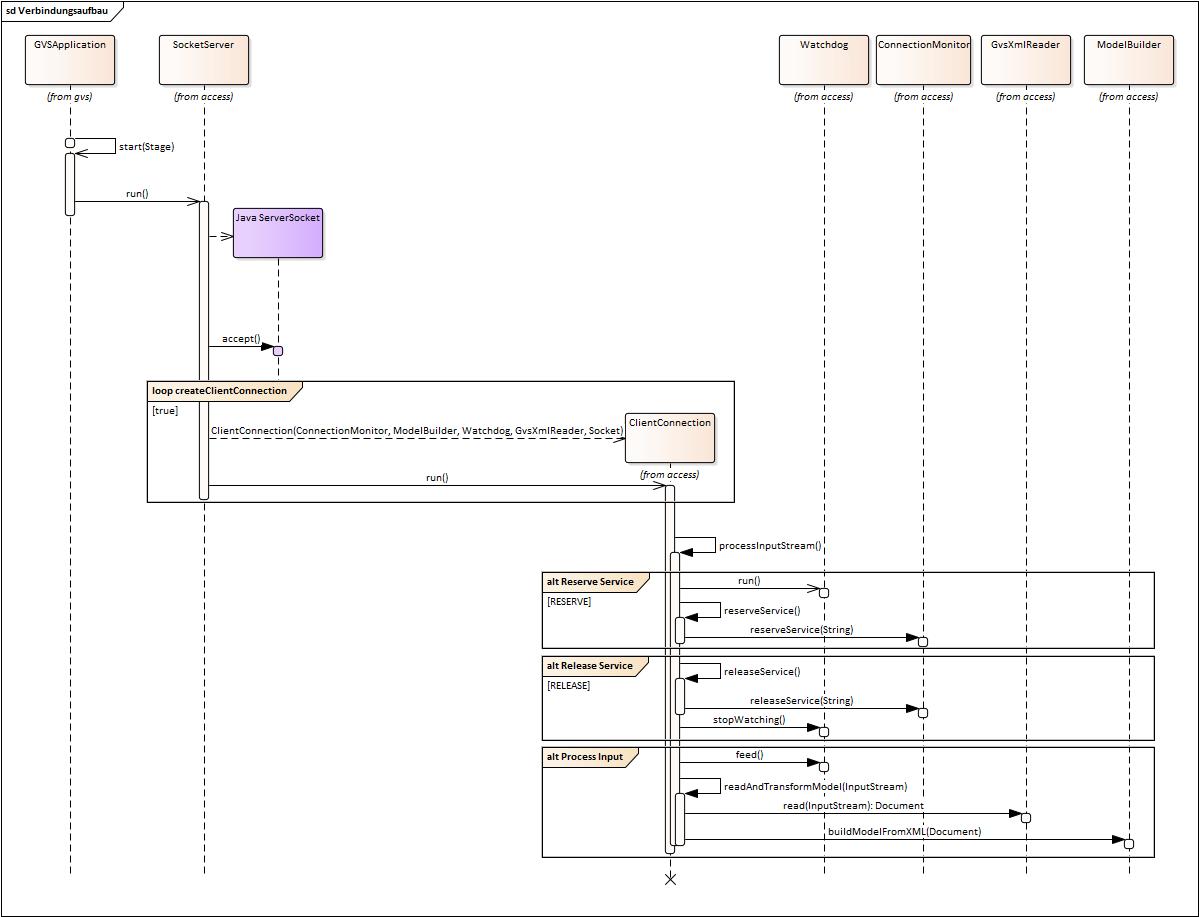 sd Verbindungsaufbau
GVSApplication
SocketServer
Watchdog
ConnectionMonitor
GvsXmlReader
ModelBuilder
(from gvs)
(from access)
(from access)
(from access)
(from access)
(from access)
start(Stage)
run()
Java ServerSocket
accept()
loop createClientConnection
[true]
ClientConnection(ConnectionMonitor, ModelBuilder, Watchdog, GvsXmlReader, Socket)
ClientConnection
(from access)
run()
processInputStream()
alt Reserve Service
[RESERVE]
run()
reserveService()
reserveService(String)
alt Release Service
[RELEASE]
releaseService()
releaseService(String)
stopWatching()
alt Process Input
feed()
readAndTransformModel(InputStream)
read(InputStream): Document
buildModelFromXML(Document)